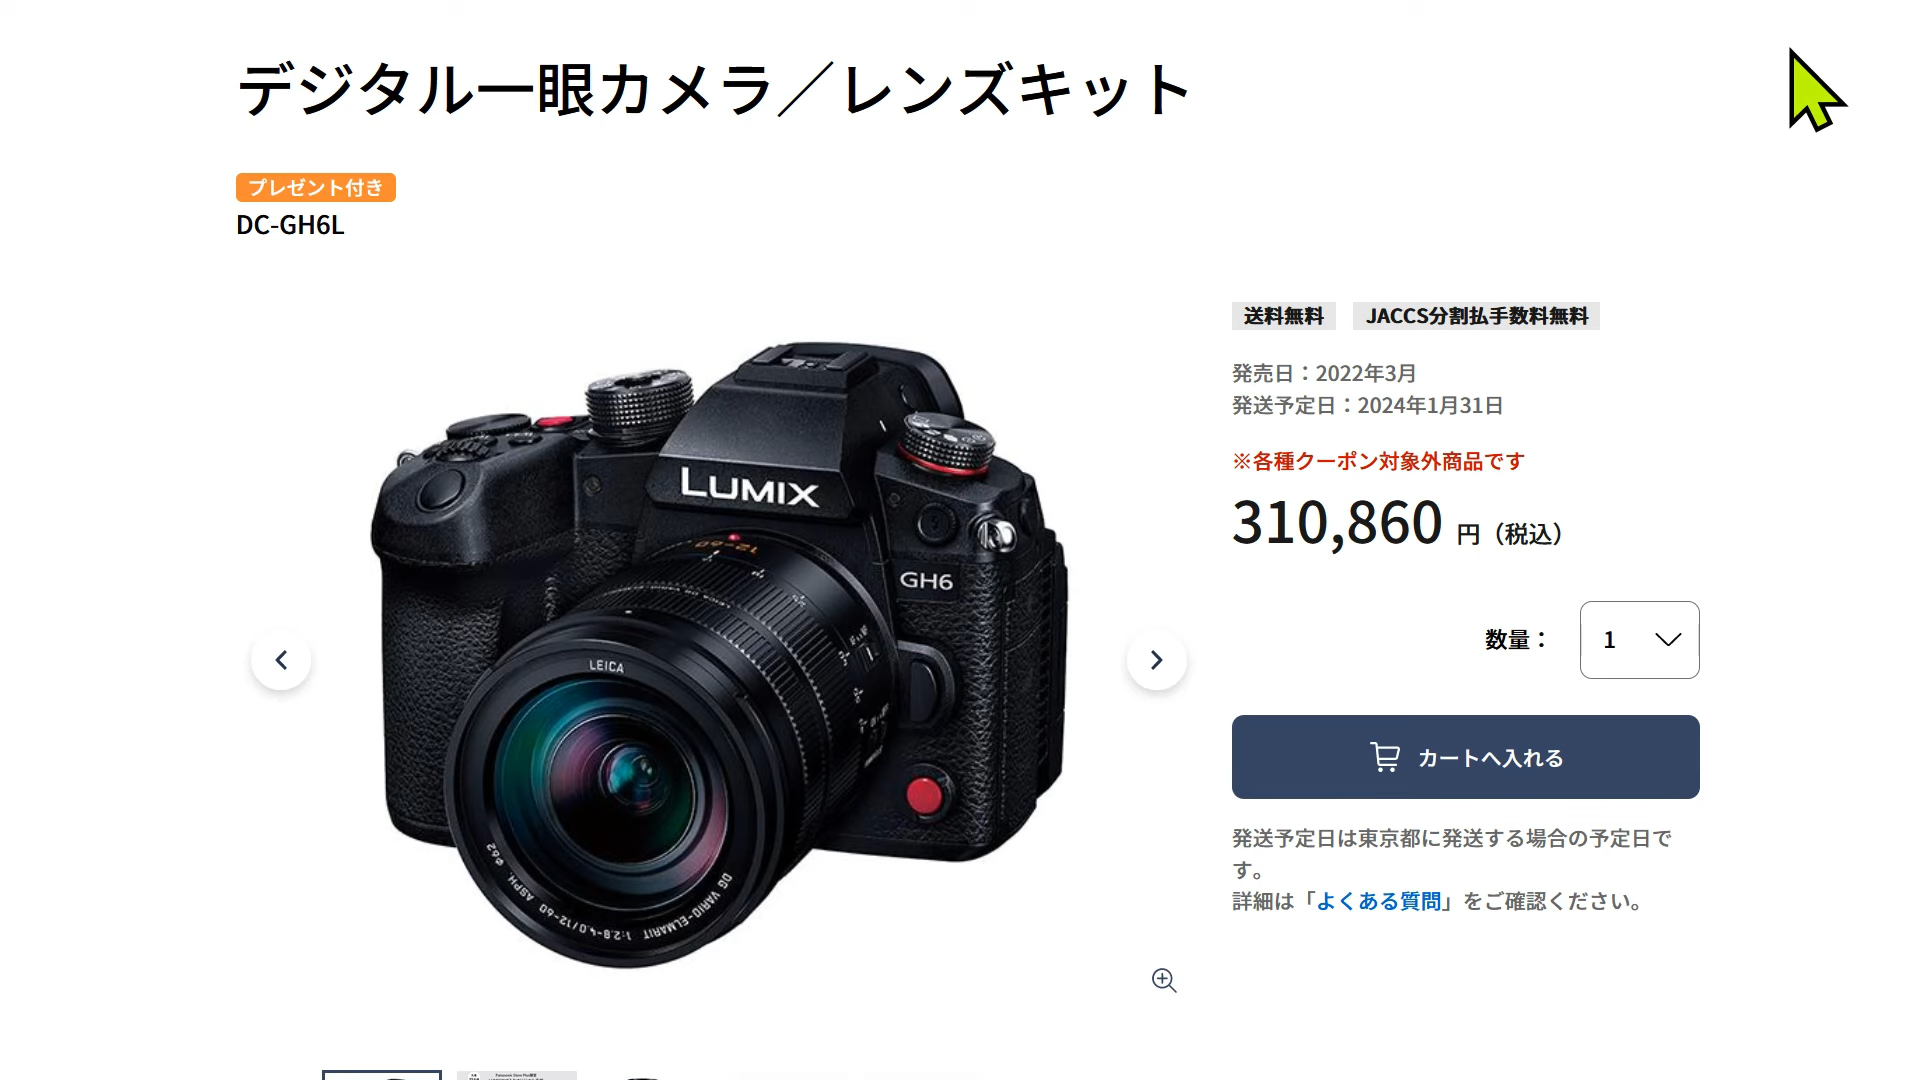 デジタル一眼カメラ／レンズキット
プレゼント付き
DC-GH6L
送料無料 JACCS分割払手数料無料
発売日：2022年3月
発送予定日：2024年1月31日
※各種クーポン対象外商品です
310,860 円（税込）
数量： 1
カートへ入れる
発送予定日は東京都に発送する場合の予定日で
す。
詳細は「よくある質問」をご確認ください。
LUMIX
GH6
12-60
LEICA
DG VARIO-ELMARIT 1:2.8-4.0/12-60 ASPH. Φ62